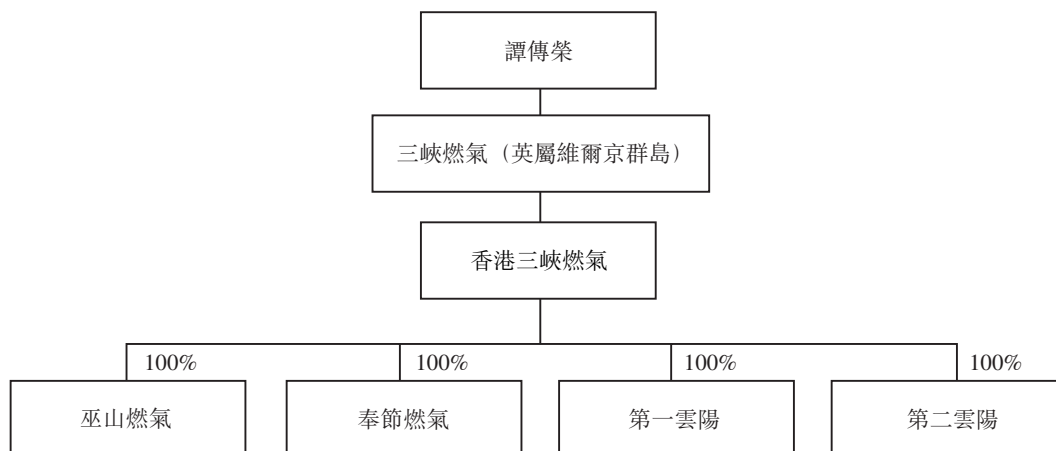 譚傳榮
三峽燃氣（英屬維爾京群島）
香港三峽燃氣
100% 100% 100% 100%
巫山燃氣 奉節燃氣 第一雲陽 第二雲陽